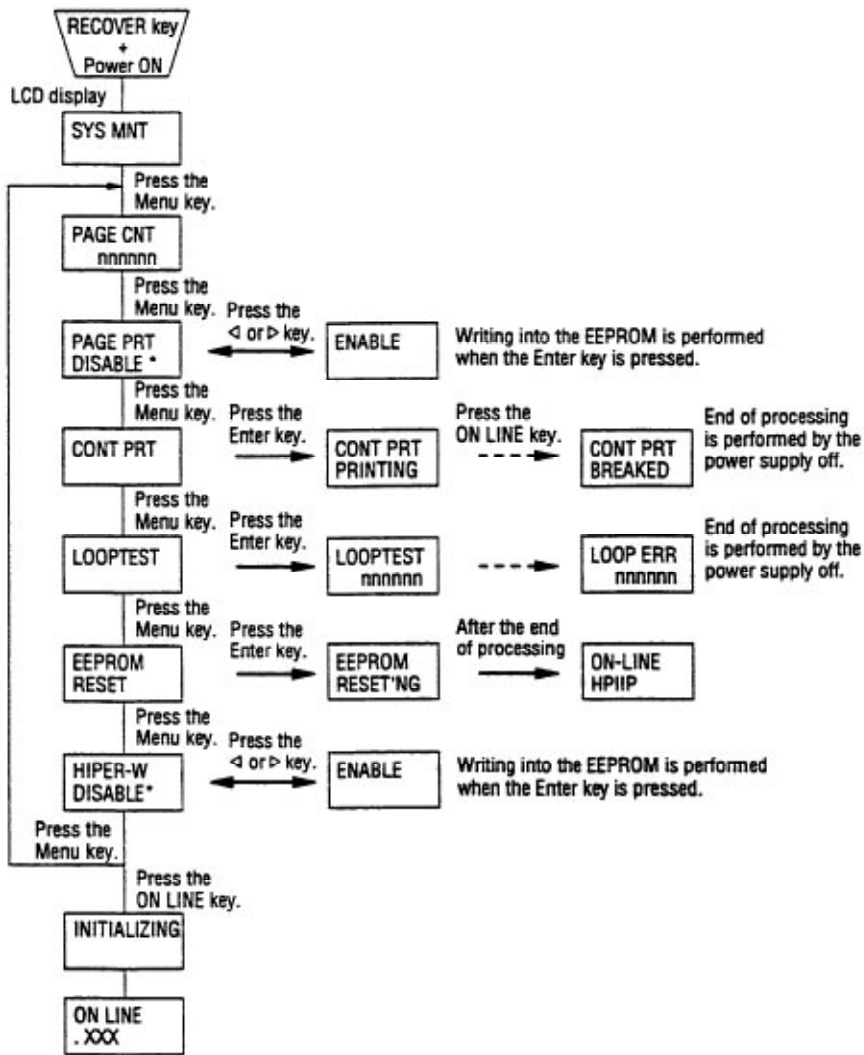 RECOVER key
+
Power ON
LCD display
SYS MNT
Press the
Menu key.
PAGE CNT
nnnnnn
Press the
Menu key.
PAGE PRT
DISABLE *
Press the
◁ or ▷ key.
ENABLE
Writing into the EEPROM is performed
when the Enter key is pressed.
Press the
Menu key.
CONT PRT
Press the
Enter key.
CONT PRT
PRINTING
Press the
ON LINE key.
CONT PRT
BREAKED
End of processing
is performed by the
power supply off.
Press the
Menu key.
LOOPTEST
Press the
Enter key.
LOOPTEST
nnnnnn
LOOP ERR
nnnnnn
End of processing
is performed by the
power supply off.
Press the
Menu key.
EEPROM
RESET
Press the
Enter key.
EEPROM
RESET'NG
After the end
of processing
ON-LINE
HPIIP
Press the
Menu key.
HIPER-W
DISABLE*
Press the
◁ or ▷ key.
ENABLE
Writing into the EEPROM is performed
when the Enter key is pressed.
Press the
Menu key.
Press the
ON LINE key.
INITIALIZING
ON LINE
. XXX